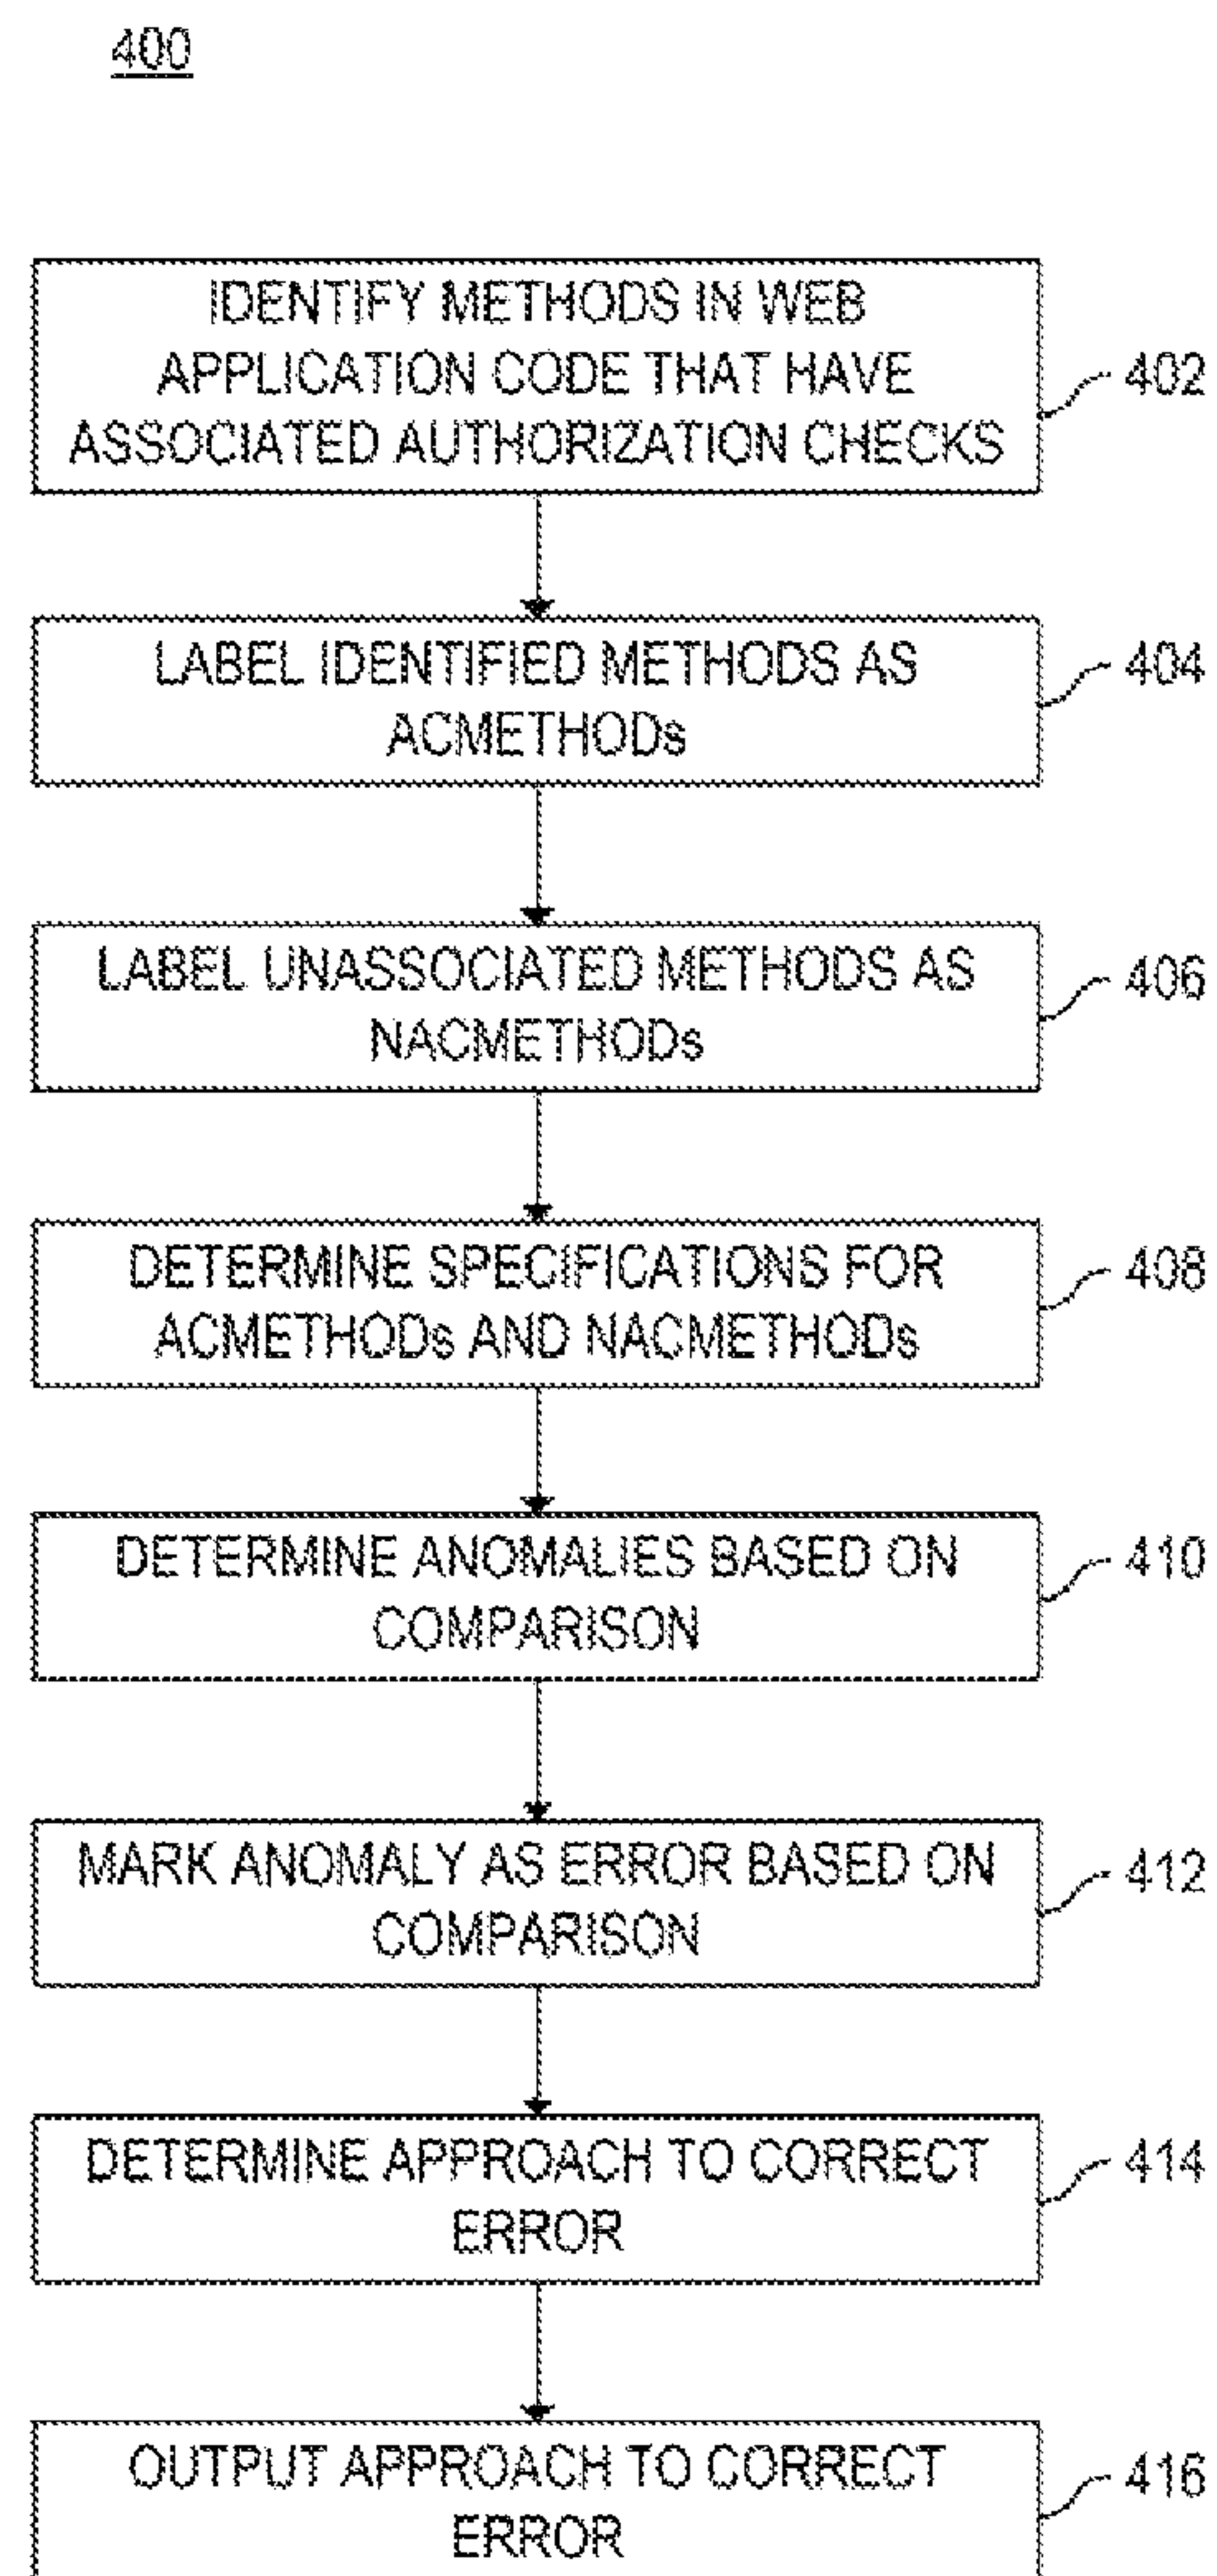 400
IDENTIFY METHODS IN WEB
APPLICATION CODE THAT HAVE
ASSOCIATED AUTHORIZATION CHECKS
402
LABEL IDENTIFIED METHODS AS
ACMETHODs
404
LABEL UNASSOCIATED METHODS AS
NACMETHODs
406
DETERMINE SPECIFICATIONS FOR
ACMETHODs AND NACMETHODs
408
DETERMINE ANOMALIES BASED ON
COMPARISON
410
MARK ANOMALY AS ERROR BASED ON
COMPARISON
412
DETERMINE APPROACH TO CORRECT
ERROR
414
OUTPUT APPROACH TO CORRECT
ERROR
416